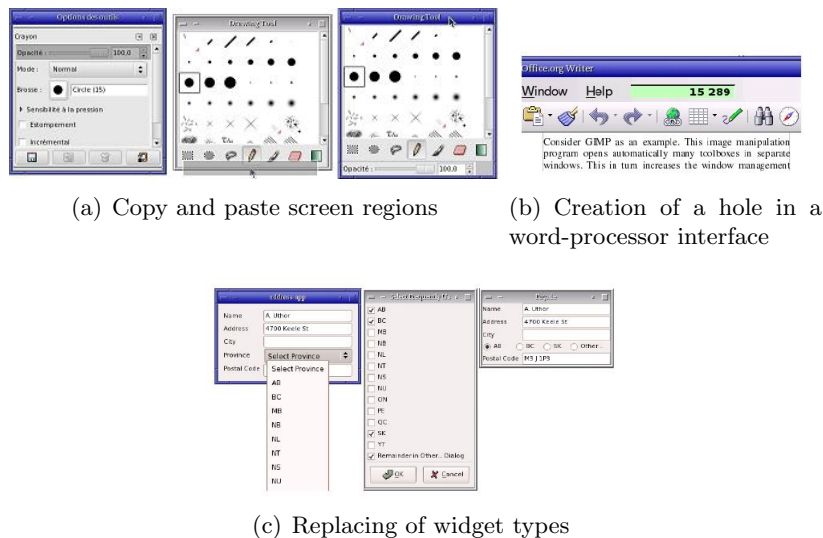 Options des outils
Crayon
Opacité : 100.0
Mode : Normal
Brosse : Circle (15)
Sensibilité à la pression
Estompement
Incrémental
Drawing Tool
Drawing Tool
Opacité : 100.0
Office.org Writer
Window Help 15 289
Consider GIMP as an example. This image manipulation
program opens automatically many toolboxes in separate
windows. This in turn increases the window management
(a) Copy and paste screen regions
(b) Creation of a hole in a
word-processor interface
address app
Name A. Uthor
Address 4700 Keele St
City
Province Select Province
Postal Code
Select Province
AB
BC
MB
NB
NL
NT
NS
NU
AB
BC
MB
NB
NL
NT
NS
NU
ON
PE
QC
SK
YT
Remainder in Other... Dialog
OK Cancel
Name A. Uthor
Address 4700 Keele St
City
AB BC SK Other...
Postal Code M3J 1P3
(c) Replacing of widget types